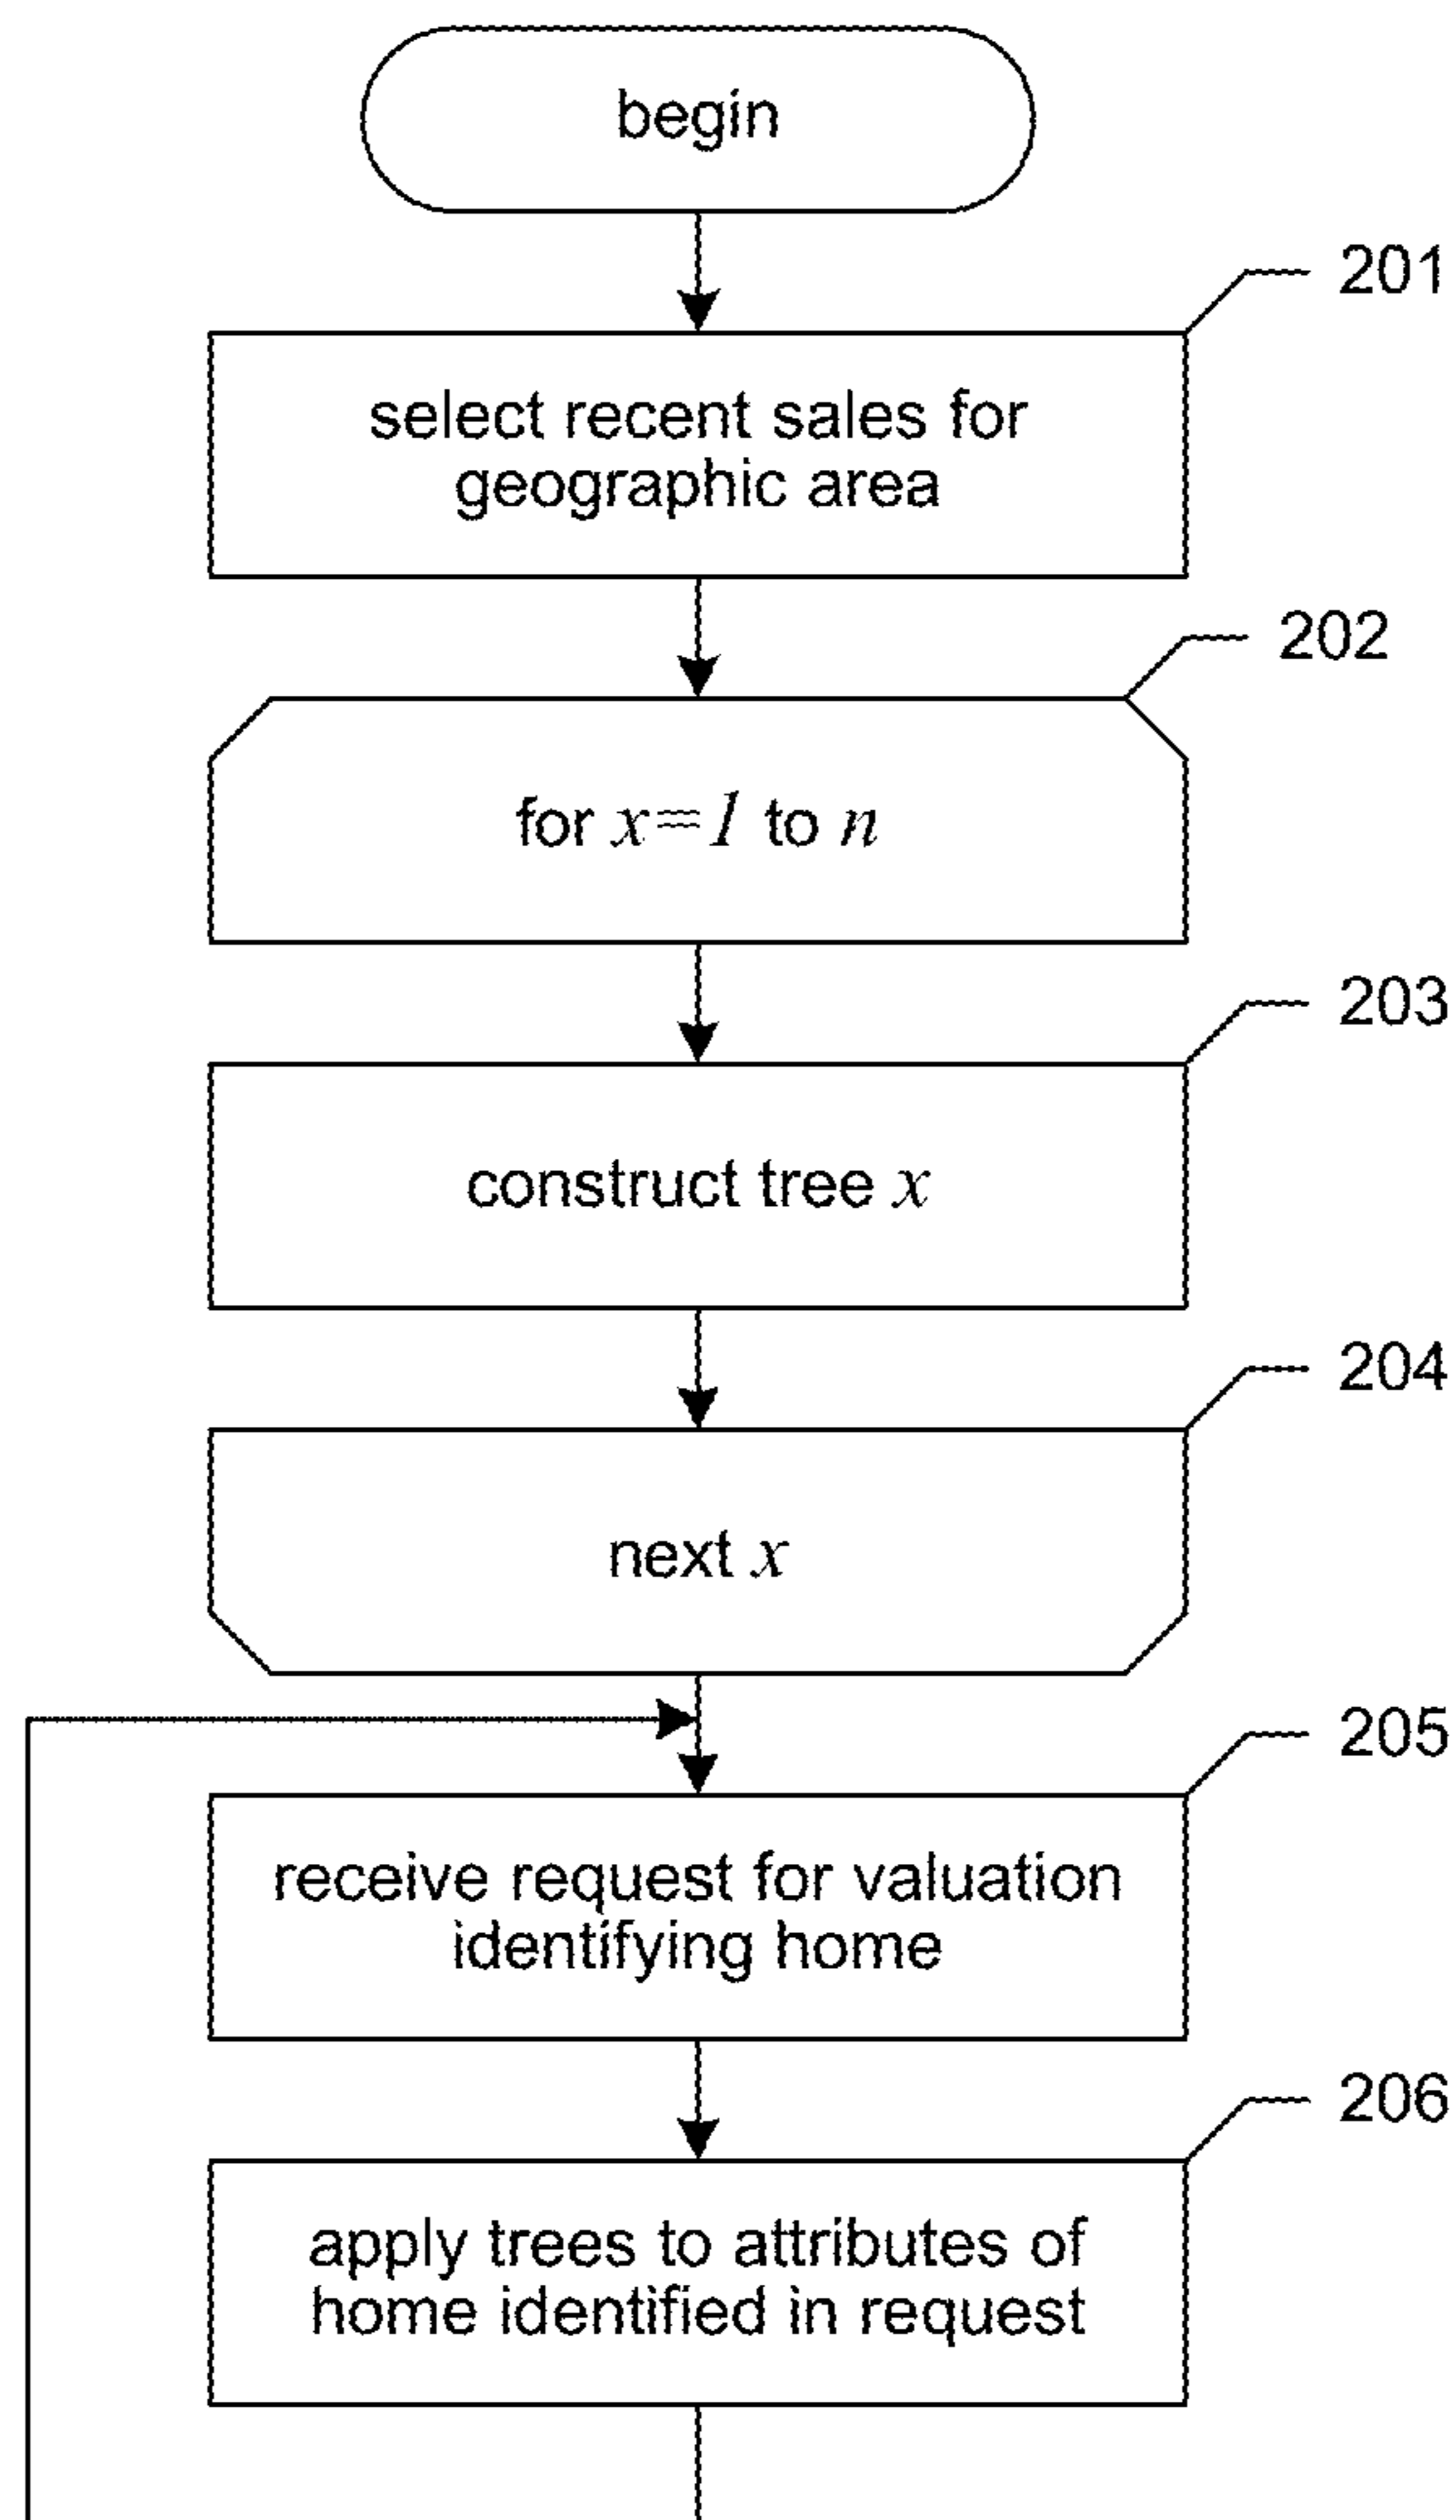 begin
201
select recent sales for
geographic area
202
for x=1 to n
203
construct tree x
204
next x
205
receive request for valuation
identifying home
206
apply trees to attributes of
home identified in request